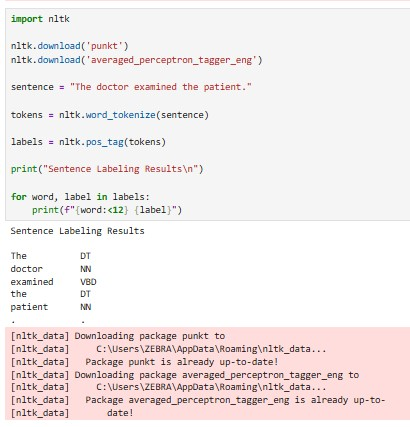 import nltk
nltk.download('punkt')
nltk.download('averaged_perceptron_tagger_eng')
sentence = "The doctor examined the patient."
tokens = nltk.word_tokenize(sentence)
labels = nltk.pos_tag(tokens)
print("Sentence Labeling Results\n")
for word, label in labels:
    print(f"{word:<12} {label}")
Sentence Labeling Results
The          DT
doctor       NN
examined     VBD
the          DT
patient      NN
.            .
[nltk_data] Downloading package punkt to
[nltk_data]     C:\Users\ZEBRA\AppData\Roaming\nltk_data...
[nltk_data]   Package punkt is already up-to-date!
[nltk_data] Downloading package averaged_perceptron_tagger_eng to
[nltk_data]     C:\Users\ZEBRA\AppData\Roaming\nltk_data...
[nltk_data]   Package averaged_perceptron_tagger_eng is already up-to-
[nltk_data]       date!